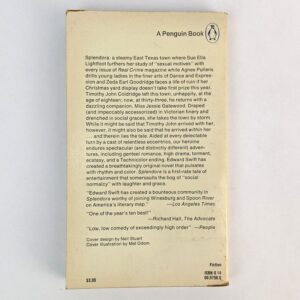 A Penguin Book
Splendora: a steamy East Texas town where Sue Ella
Lightfoot furthers her study of "sexual motives" with
every issue of Real Crime magazine while Agnes Pullens
drills young ladies in the finer arts of Dance and Expres-
sion and Zeda Earl Goodridge faces a life of ruin if her
Christmas yard display doesn't take first prize this year.
Timothy John Coldridge left this town, unhappily, at the
age of eighteen; now, at thirty-three, he returns with a
dazzling companion, Miss Jessie Gatewood. Draped
(and impeccably accessorized) in Victorian finery and
drenched in social graces, she takes the town by storm.
While it might be said that Timothy John arrived with her,
however, it might also be said that he arrived within her
. . . and therein lies the tale. Aided at every delectable
turn by a cast of relentless eccentrics, our heroine
endures spectacular (and distinctly different) adven-
tures, including genteel romance, high drama, tormented
ecstasy, and a Technicolor ending. Edward Swift has
created a breathtakingly original novel that pulsates
with rhythm and color. Splendora is a first-rate tale of
entertainment that somersaults the bog of "social
normalzy" with laughter and grace.
"Edward Swift has created a bounteous community in
Splendora worthy of joining Winesburg and Spoon River
on America's literary map." —Los Angeles Times
"One of the year's ten best!"
—Richard Hall, The Advocate
"Low, low comedy of exceedingly high order" —People
Cover design by Neil Stuart
Cover illustration by Mel Odom
Fiction
$3.95
ISBN 0 14